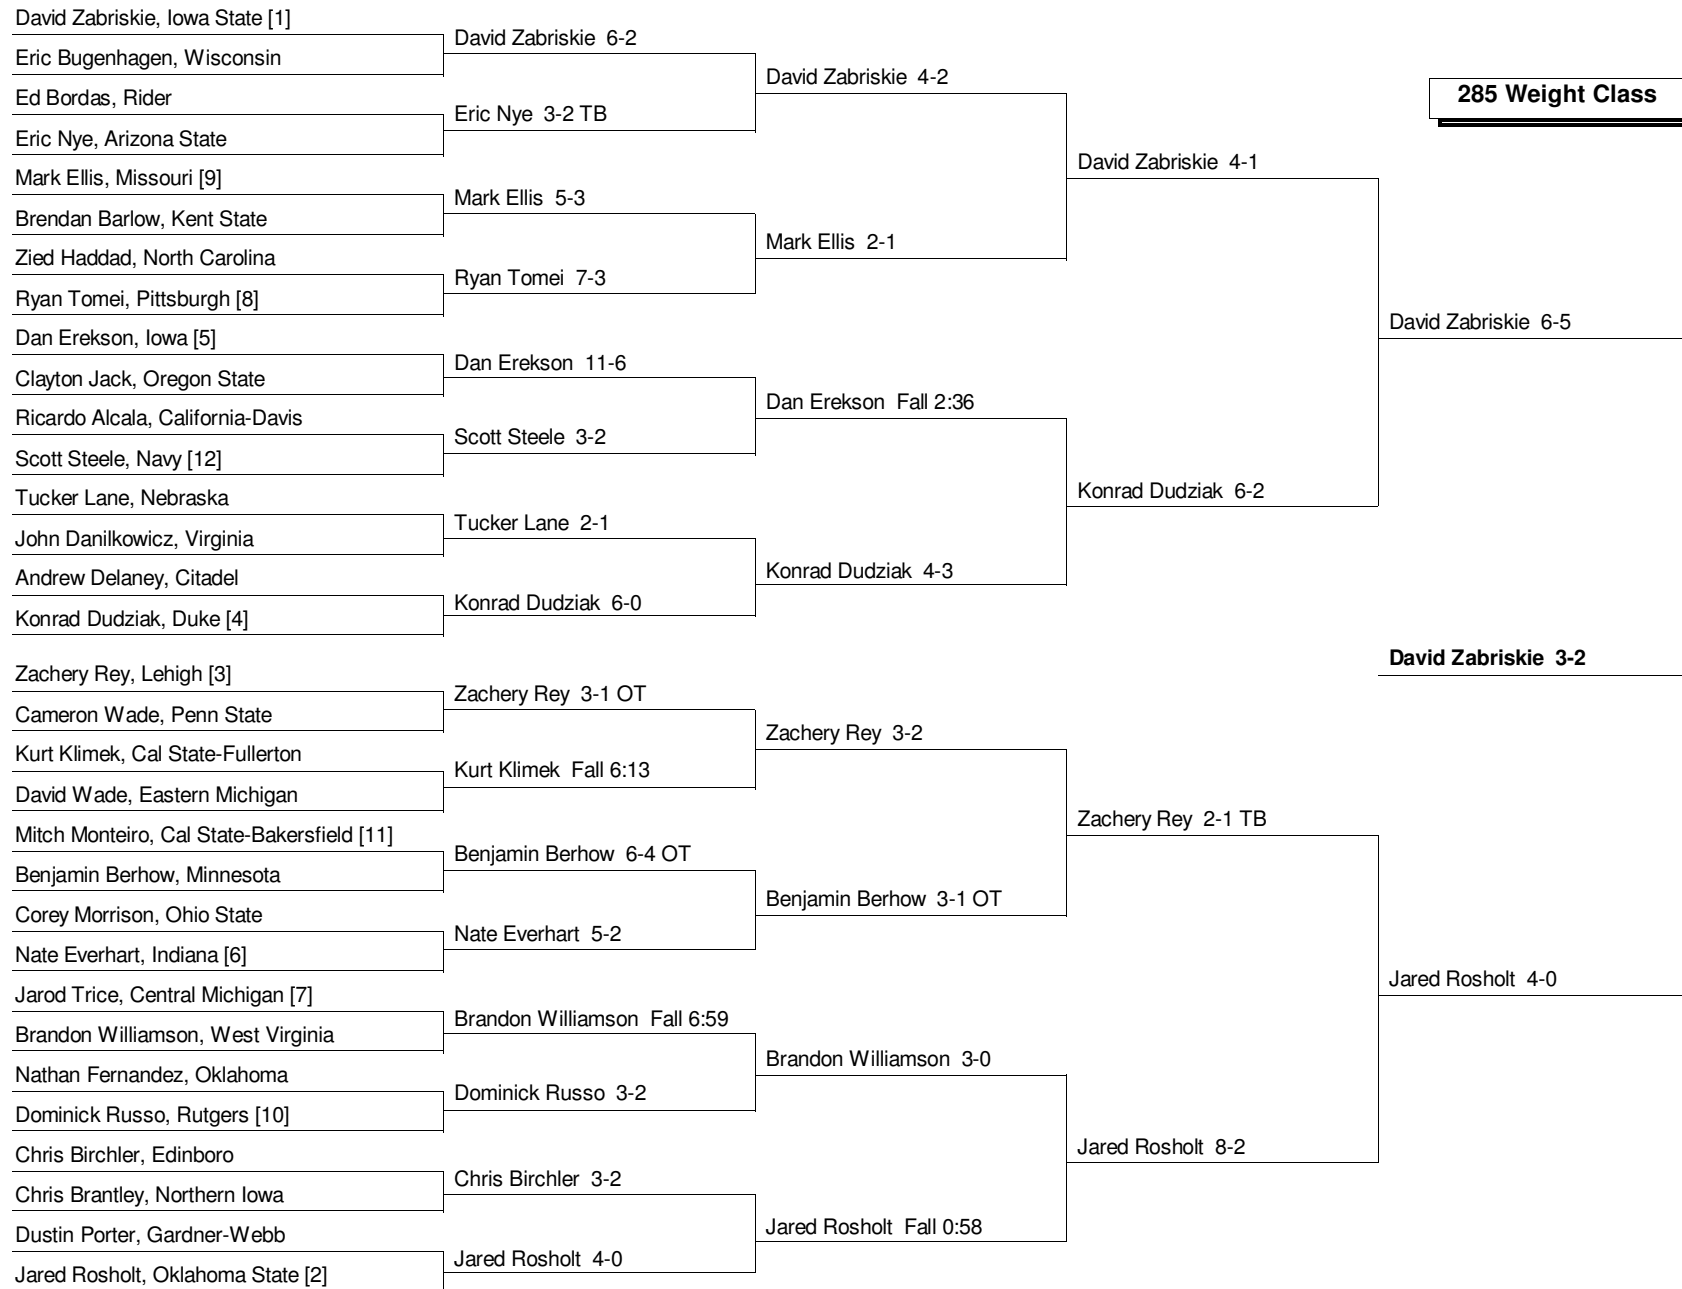 David Zabriskie, Iowa State [1]
Eric Bugenhagen, Wisconsin
Ed Bordas, Rider
Eric Nye, Arizona State
Mark Ellis, Missouri [9]
Brendan Barlow, Kent State
Zied Haddad, North Carolina
Ryan Tomei, Pittsburgh [8]
Dan Erekson, Iowa [5]
Clayton Jack, Oregon State
Ricardo Alcala, California-Davis
Scott Steele, Navy [12]
Tucker Lane, Nebraska
John Danilkowicz, Virginia
Andrew Delaney, Citadel
Konrad Dudziak, Duke [4]
Zachery Rey, Lehigh [3]
Cameron Wade, Penn State
Kurt Klimek, Cal State-Fullerton
David Wade, Eastern Michigan
Mitch Monteiro, Cal State-Bakersfield [11]
Benjamin Berhow, Minnesota
Corey Morrison, Ohio State
Nate Everhart, Indiana [6]
Jarod Trice, Central Michigan [7]
Brandon Williamson, West Virginia
Nathan Fernandez, Oklahoma
Dominick Russo, Rutgers [10]
Chris Birchler, Edinboro
Chris Brantley, Northern Iowa
Dustin Porter, Gardner-Webb
Jared Rosholt, Oklahoma State [2]
David Zabriskie 6-2
Eric Nye 3-2 TB
Mark Ellis 5-3
Ryan Tomei 7-3
Dan Erekson 11-6
Scott Steele 3-2
Tucker Lane 2-1
Konrad Dudziak 6-0
Zachery Rey 3-1 OT
Kurt Klimek Fall 6:13
Benjamin Berhow 6-4 OT
Nate Everhart 5-2
Brandon Williamson Fall 6:59
Dominick Russo 3-2
Chris Birchler 3-2
Jared Rosholt 4-0
David Zabriskie 4-2
Mark Ellis 2-1
Dan Erekson Fall 2:36
Konrad Dudziak 4-3
Zachery Rey 3-2
Benjamin Berhow 3-1 OT
Brandon Williamson 3-0
Jared Rosholt Fall 0:58
David Zabriskie 4-1
Konrad Dudziak 6-2
Zachery Rey 2-1 TB
Jared Rosholt 8-2
285 Weight Class
David Zabriskie 6-5
David Zabriskie 3-2
Jared Rosholt 4-0